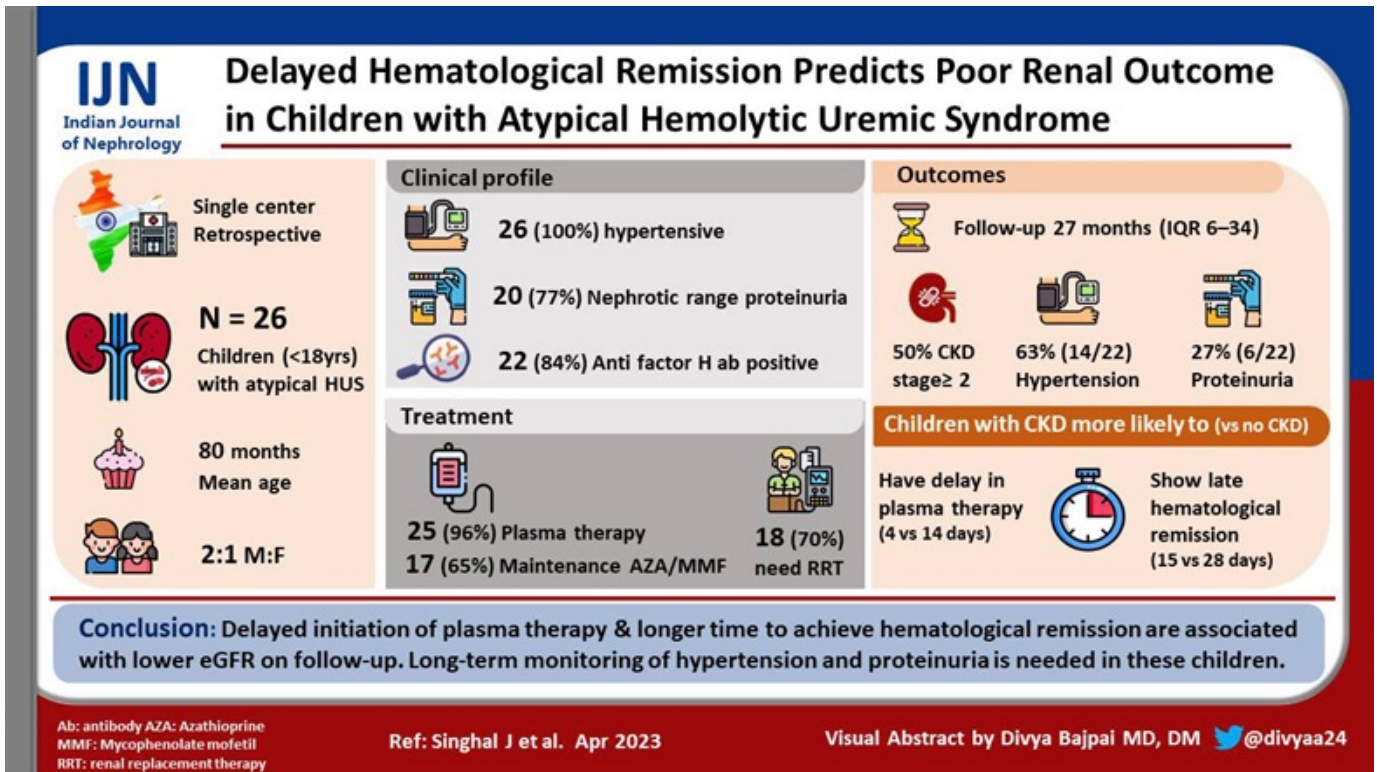 IJN
Indian Journal
of Nephrology
Delayed Hematological Remission Predicts Poor Renal Outcome
in Children with Atypical Hemolytic Uremic Syndrome
Single center
Retrospective
N = 26
Children (<18yrs)
with atypical HUS
80 months
Mean age
2:1 M:F
Clinical profile
26 (100%) hypertensive
20 (77%) Nephrotic range proteinuria
22 (84%) Anti factor H ab positive
Treatment
25 (96%) Plasma therapy
17 (65%) Maintenance AZA/MMF
18 (70%)
need RRT
Outcomes
Follow-up 27 months (IQR 6–34)
50% CKD
stage≥ 2
63% (14/22)
Hypertension
27% (6/22)
Proteinuria
Children with CKD more likely to (vs no CKD)
Have delay in
plasma therapy
(4 vs 14 days)
Show late
hematological
remission
(15 vs 28 days)
Conclusion: Delayed initiation of plasma therapy & longer time to achieve hematological remission are associated
with lower eGFR on follow-up. Long-term monitoring of hypertension and proteinuria is needed in these children.
Ab: antibody AZA: Azathioprine
MMF: Mycophenolate mofetil
RRT: renal replacement therapy
Ref: Singhal J et al. Apr 2023
Visual Abstract by Divya Bajpai MD, DM @divyaa24